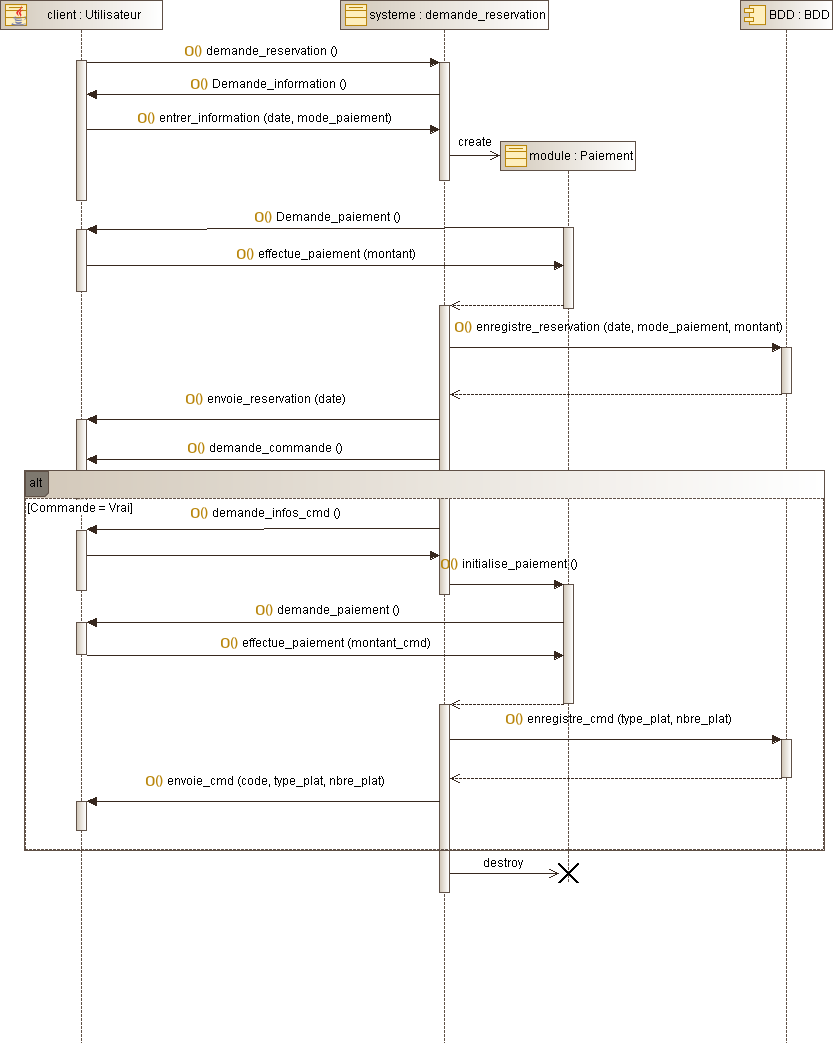 client : Utilisateur
systeme : demande_reservation
BDD : BDD
O() demande_reservation ()
O() Demande_information ()
O() entrer_information (date, mode_paiement)
create
module : Paiement
O() Demande_paiement ()
O() effectue_paiement (montant)
O() enregistre_reservation (date, mode_paiement, montant)
O() envoie_reservation (date)
O() demande_commande ()
alt
[Commande = Vrai]
O() demande_infos_cmd ()
O() initialise_paiement ()
O() demande_paiement ()
O() effectue_paiement (montant_cmd)
O() enregistre_cmd (type_plat, nbre_plat)
O() envoie_cmd (code, type_plat, nbre_plat)
destroy